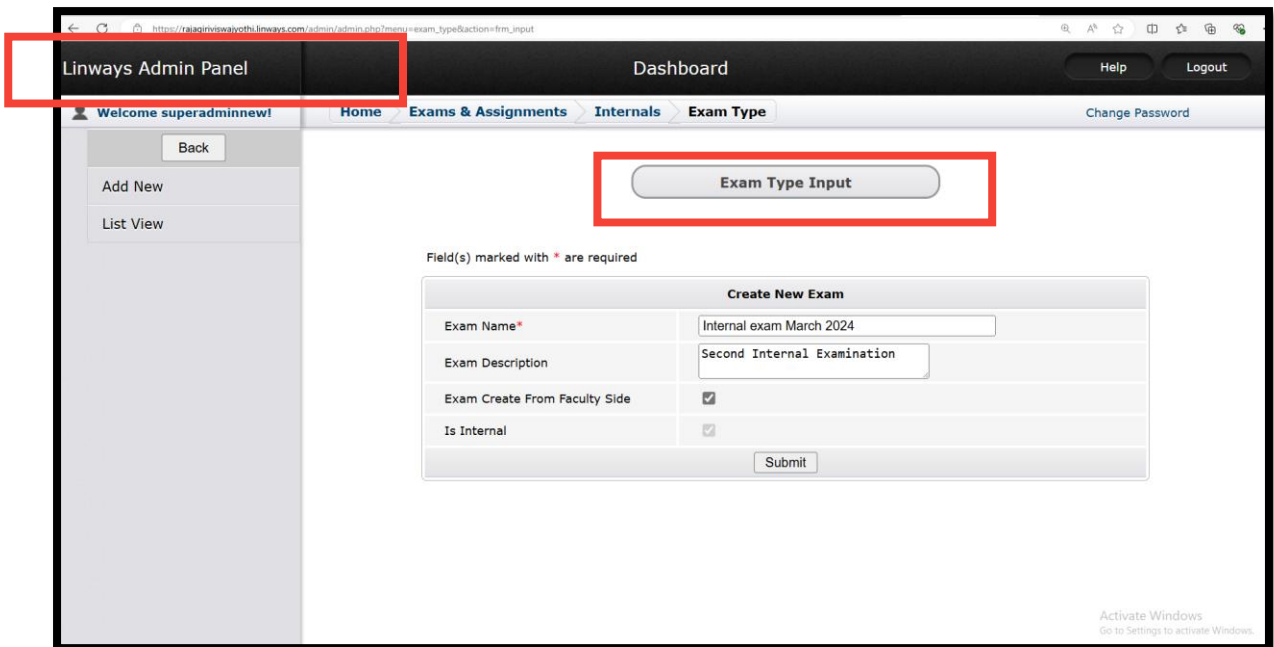 https://rajagiriviswajyothi.linways.com/admin/admin.php?menu=exam_type&action=frm_input
Linways Admin Panel Dashboard Help Logout
Welcome superadminnew! Home Exams & Assignments Internals Exam Type Change Password
Back
Add New
List View
Exam Type Input
Field(s) marked with * are required
Create New Exam
Exam Name* Internal exam March 2024
Exam Description Second Internal Examination
Exam Create From Faculty Side
Is Internal
Submit
Activate Windows
Go to Settings to activate Windows.